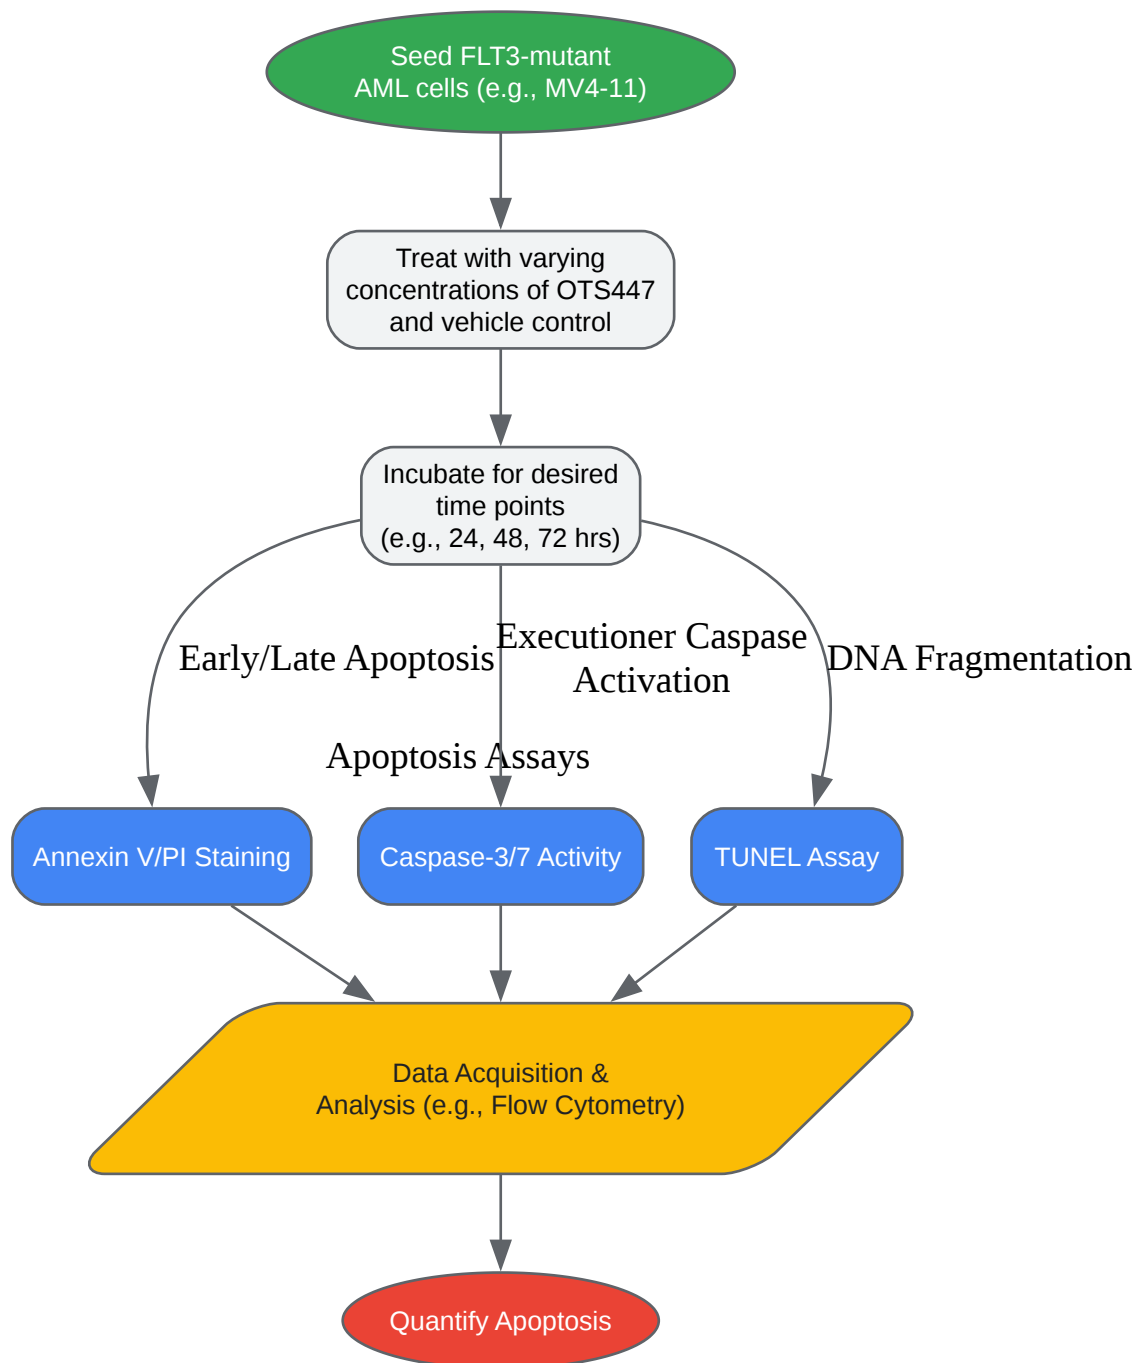 Seed FLT3-mutant
AML cells (e.g., MV4-11)
Treat with varying
concentrations of OTS447
and vehicle control
Incubate for desired
time points
(e.g., 24, 48, 72 hrs)
Early/Late Apoptosis
Executioner Caspase
Activation
DNA Fragmentation
Apoptosis Assays
Annexin V/PI Staining
Caspase-3/7 Activity
TUNEL Assay
Data Acquisition &
Analysis (e.g., Flow Cytometry)
Quantify Apoptosis